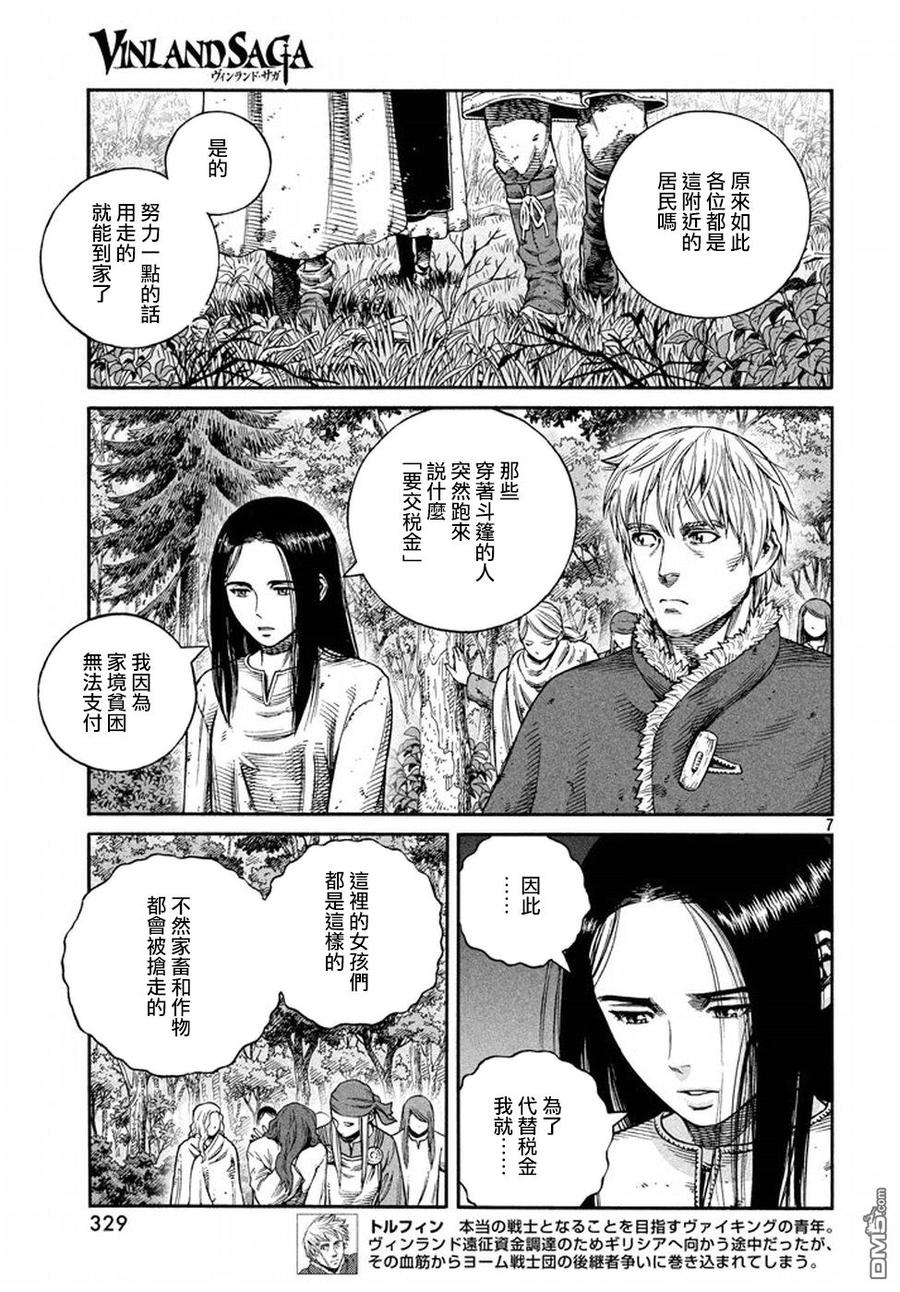 VINLAND SAGA
ヴィンランド・サガ
原來如此
各位都是
這附近的
居民嗎
是的
努力一點的話
用走的
就能到家了
那些
穿著斗篷的人
突然跑來
説什麼
「要交税金」
我因為
家境貧困
無法支付
7
因此
……
為了
代替税金
我就……
這裡的女孩們
都是這樣的
不然家畜和作物
都會被搶走的
329
トルフィン 本当の戦士となることを目指すヴァイキングの青年。
ヴィンランド遠征資金調達のためギリシアへ向かう途中だったが、
その血筋からヨーム戦士団の後継者争いに巻き込まれてしまう。
DM5.com